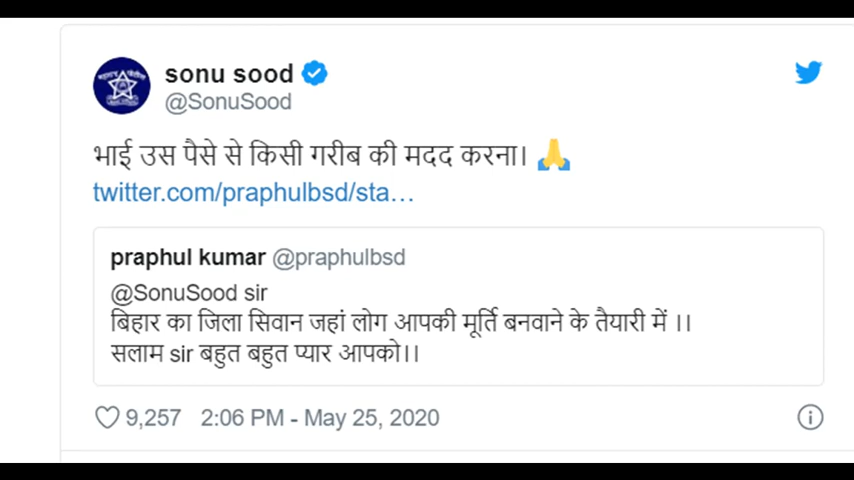 sonu sood
@SonuSood
भाई उस पैसे से किसी गरीब की मदद करना। 🙏
twitter.com/praphulbsd/sta…
praphul kumar @praphulbsd
@SonuSood sir
बिहार का जिला सिवान जहां लोग आपकी मूर्ति बनवाने के तैयारी में ।।
सलाम sir बहुत बहुत प्यार आपको।।
9,257 2:06 PM - May 25, 2020